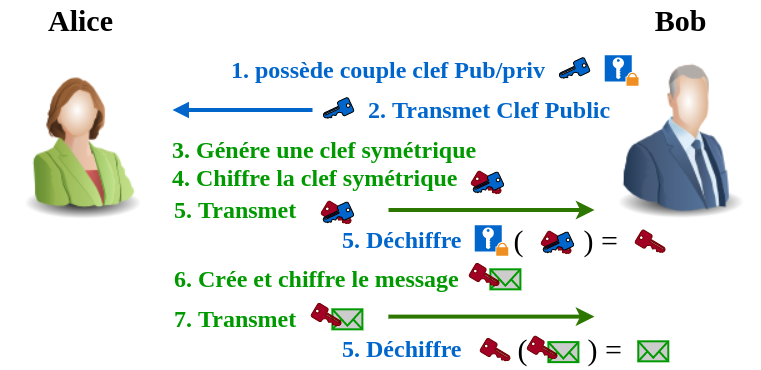 Alice
Bob
1. possède couple clef Pub/priv
2. Transmet Clef Public
3. Génére une clef symétrique
4. Chiffre la clef symétrique
5. Transmet
5. Déchiffre ( ) =
6. Crée et chiffre le message
7. Transmet
5. Déchiffre ( ) =